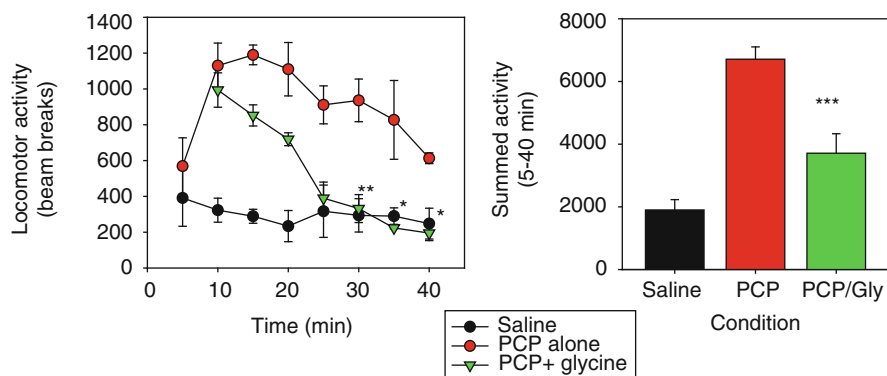 Locomotor activity
(beam breaks)
1400
1200
1000
800
600
400
200
0
**
*
*
0 10 20 30 40
Time (min)
Summed activity
(5-40 min)
8000
6000
4000
2000
0
***
Saline PCP PCP/Gly
Condition
Saline
PCP alone
PCP+ glycine